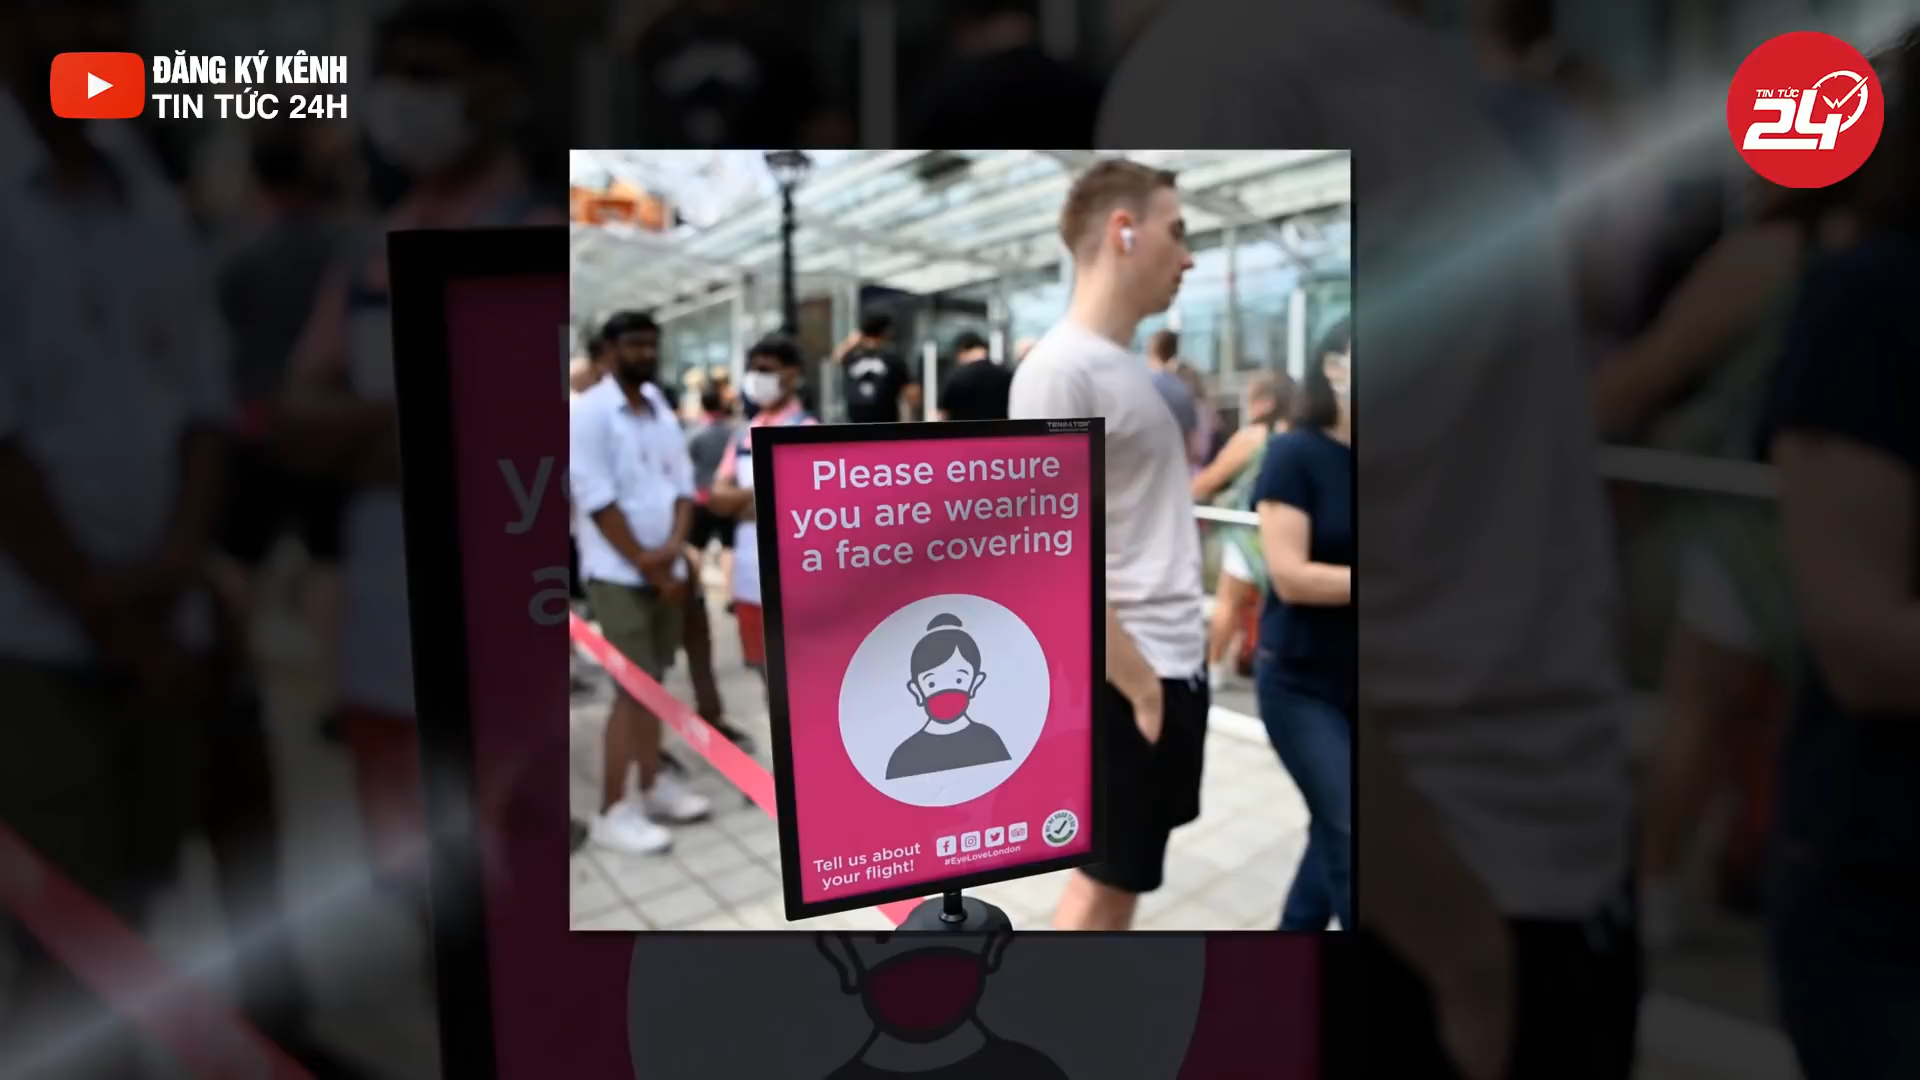 ĐĂNG KÝ KÊNH
TIN TỨC 24H
TIN TỨC
24
Please ensure
you are wearing
a face covering
Tell us about
your flight!
#EyeLoveLondon